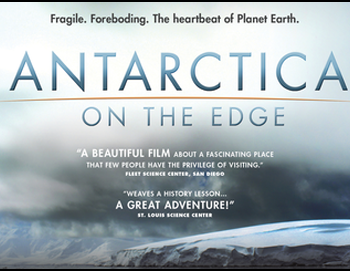 Fragile. Foreboding. The heartbeat of Planet Earth.
ANTARCTICA
ON THE EDGE
“A BEAUTIFUL FILM ABOUT A FASCINATING PLACE
THAT FEW PEOPLE HAVE THE PRIVILEGE OF VISITING.”
FLEET SCIENCE CENTER, SAN DIEGO
“WEAVES A HISTORY LESSON...
A GREAT ADVENTURE!”
ST. LOUIS SCIENCE CENTER